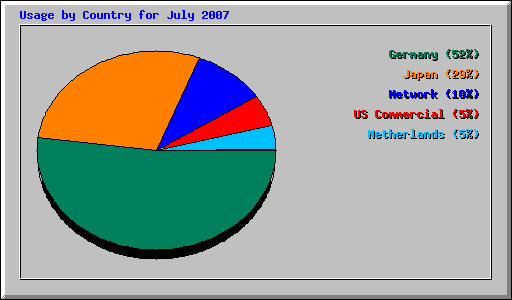 Usage by Country for July 2007
Germany (52%)
Japan (29%)
Network (10%)
US Commercial (5%)
Netherlands (5%)